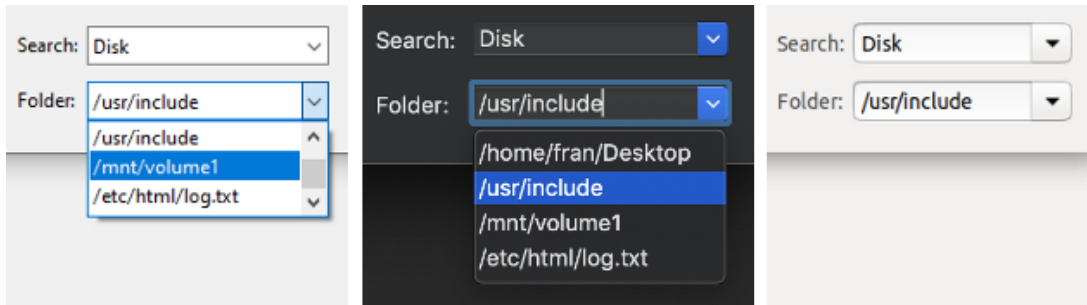 Search: Disk
Folder: /usr/include
/usr/include
/mnt/volume1
/etc/html/log.txt
Search: Disk
Folder: /usr/include
/home/fran/Desktop
/usr/include
/mnt/volume1
/etc/html/log.txt
Search: Disk
Folder: /usr/include